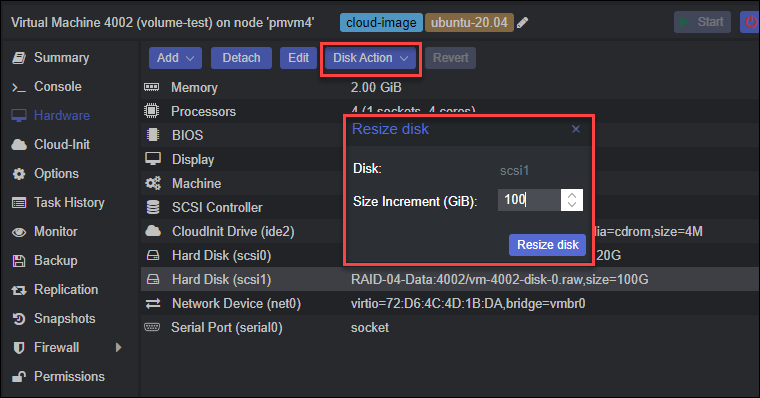 Virtual Machine 4002 (volume-test) on node 'pmvm4' cloud-image ubuntu-20.04 Start
Summary
Add Detach Edit Disk Action Revert
Console
Memory 2.00 GiB
Hardware
Processors 4 (1 sockets, 4 cores)
Cloud-Init
BIOS
Options
Display
Task History
Machine
Monitor
SCSI Controller
Backup
CloudInit Drive (ide2) dia=cdrom,size=4M
Replication
Hard Disk (scsi0) 20G
Snapshots
Hard Disk (scsi1) RAID-04-Data:4002/vm-4002-disk-0.raw,size=100G
Firewall
Network Device (net0) virtio=72:D6:4C:4D:1B:DA,bridge=vmbr0
Permissions
Serial Port (serial0) socket
Resize disk
Disk: scsi1
Size Increment (GiB): 100
Resize disk